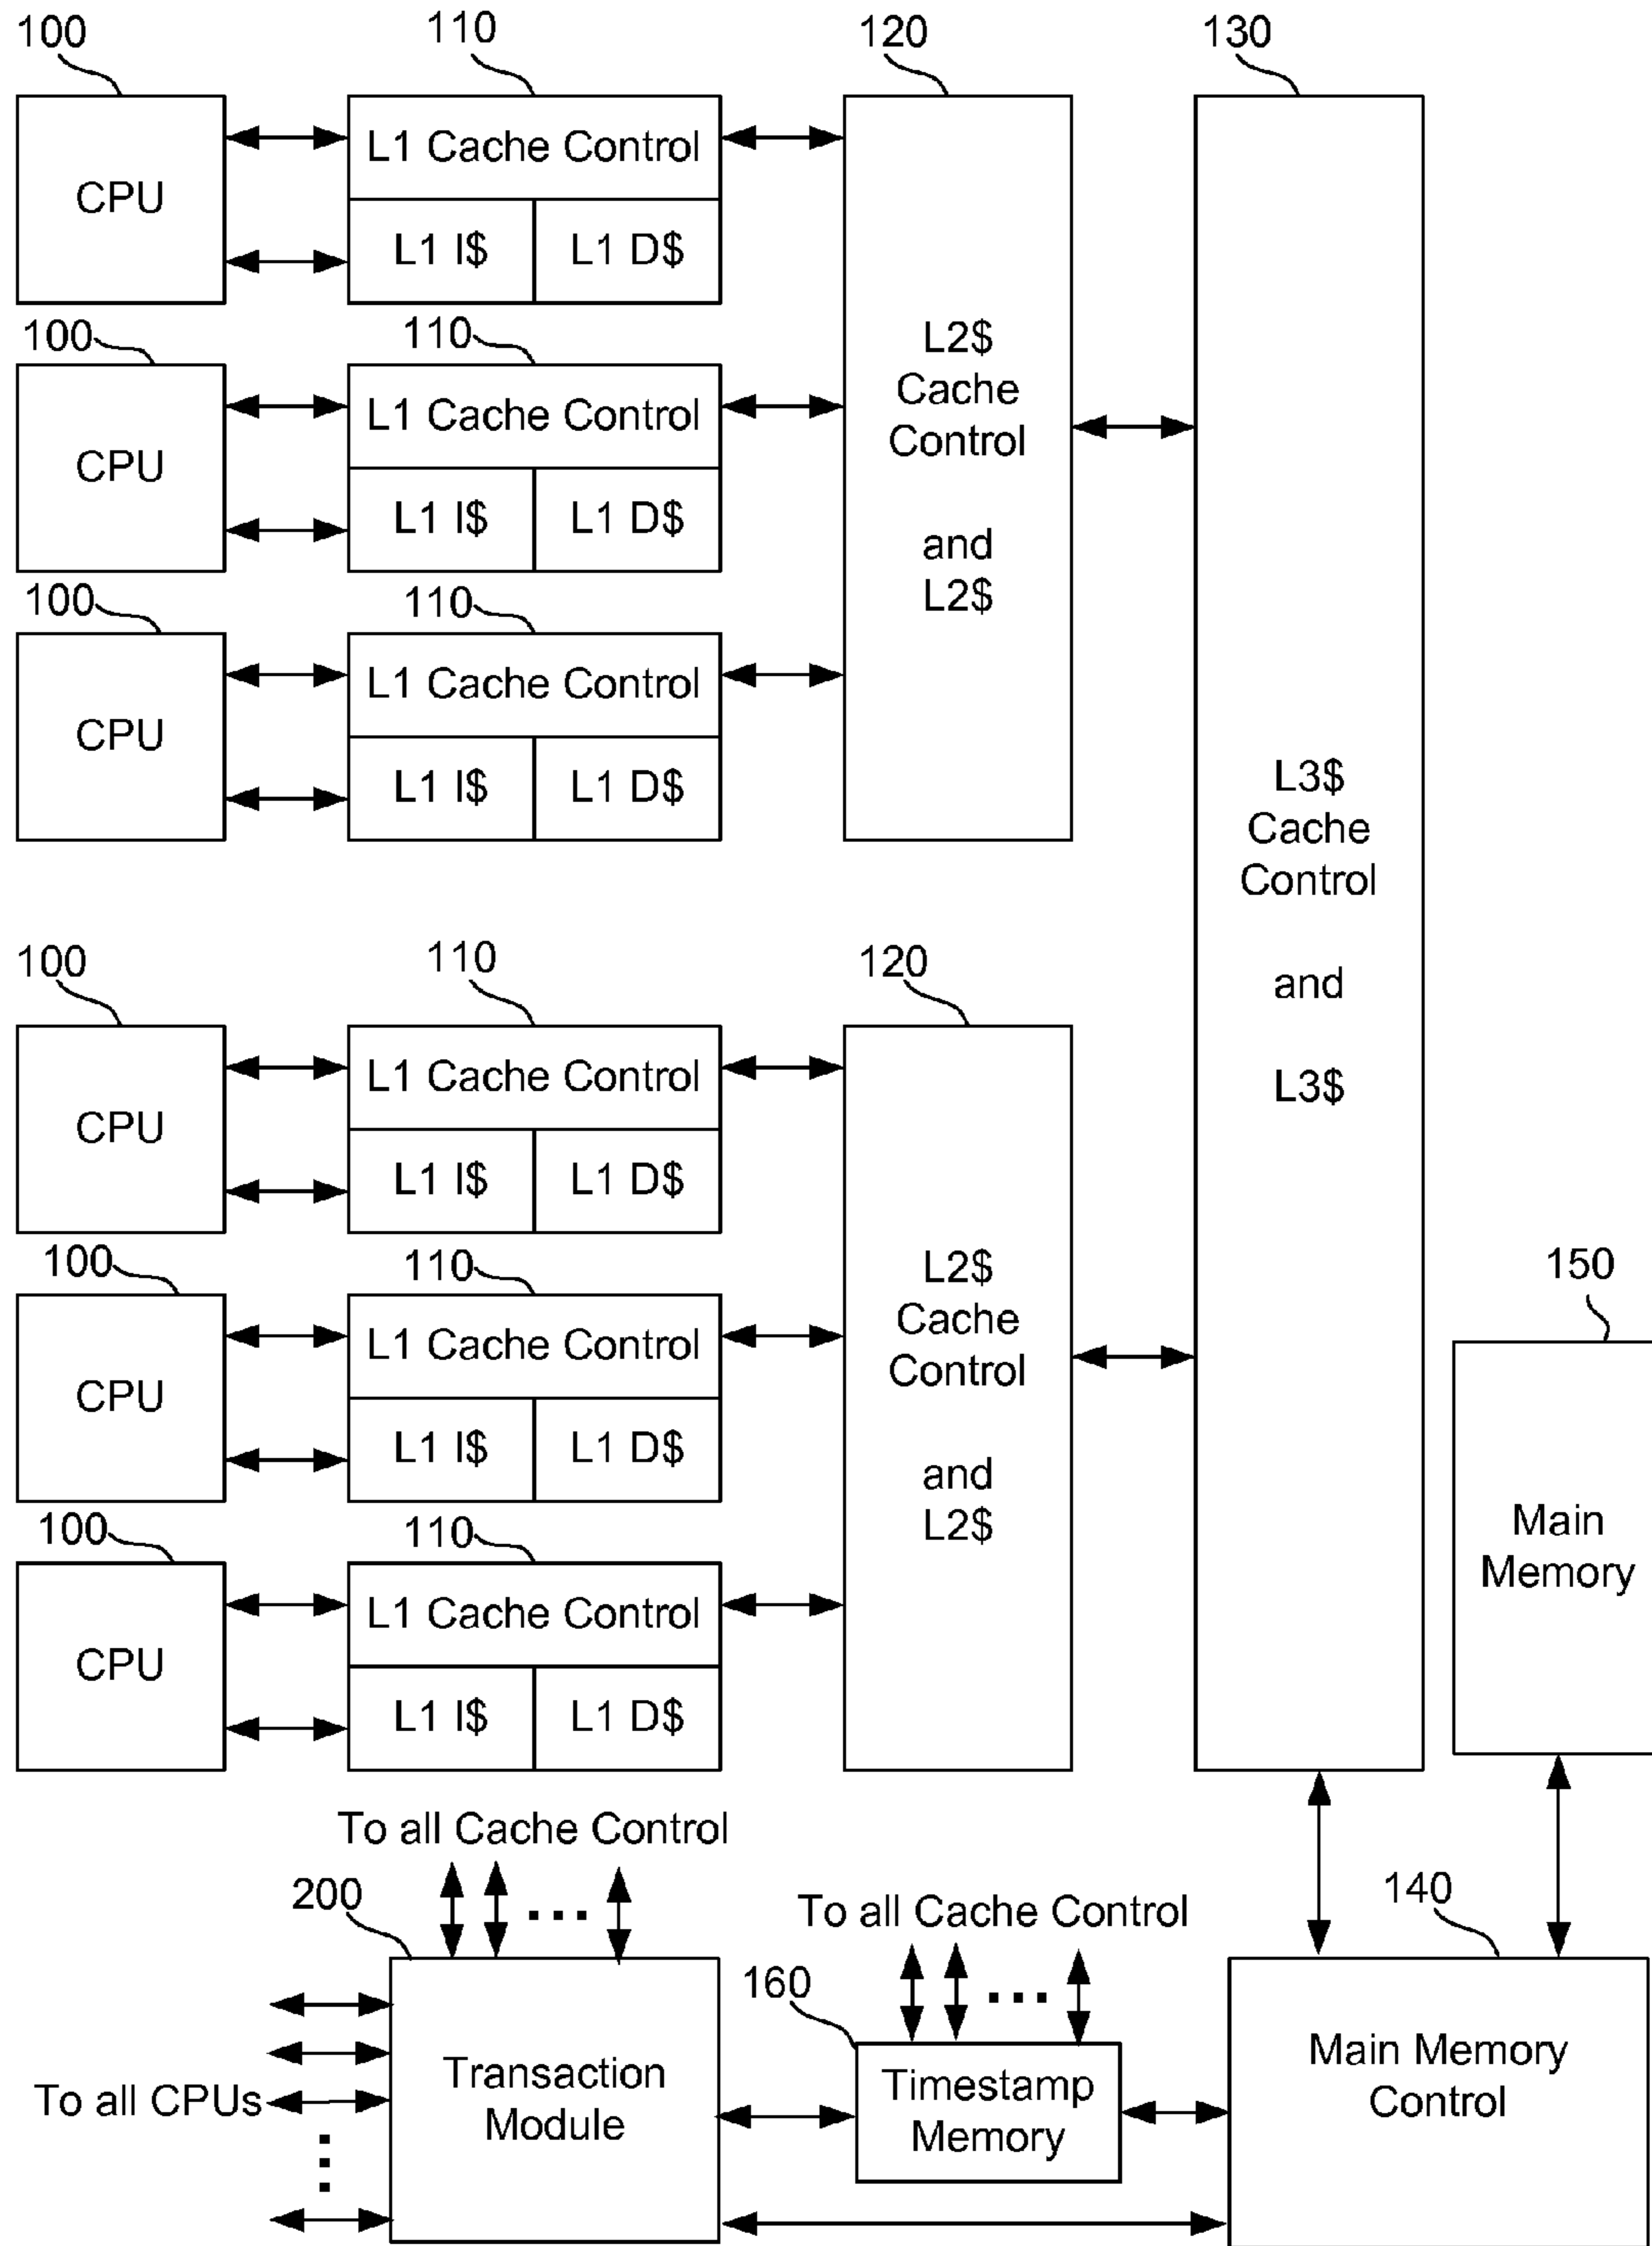 100
110
120
130
CPU
L1 Cache Control
L1 I$
L1 D$
100
110
CPU
L1 Cache Control
L1 I$
L1 D$
100
110
CPU
L1 Cache Control
L1 I$
L1 D$
L2$
Cache
Control
and
L2$
L3$
Cache
Control
and
L3$
100
110
120
CPU
L1 Cache Control
L1 I$
L1 D$
100
110
CPU
L1 Cache Control
L1 I$
L1 D$
100
110
CPU
L1 Cache Control
L1 I$
L1 D$
L2$
Cache
Control
and
L2$
150
Main
Memory
To all Cache Control
200
...
To all CPUs
Transaction
Module
To all Cache Control
160
...
Timestamp
Memory
140
Main Memory
Control